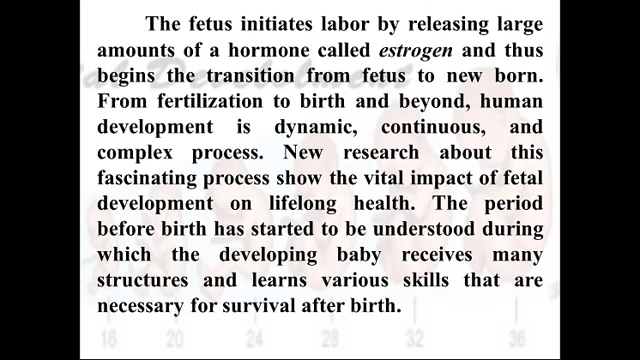 The fetus initiates labor by releasing large
amounts of a hormone called estrogen and thus
begins the transition from fetus to new born.
From fertilization to birth and beyond, human
development is dynamic, continuous, and
complex process. New research about this
fascinating process show the vital impact of fetal
development on lifelong health. The period
before birth has started to be understood during
which the developing baby receives many
structures and learns various skills that are
necessary for survival after birth.
16 20 24 28 32 36